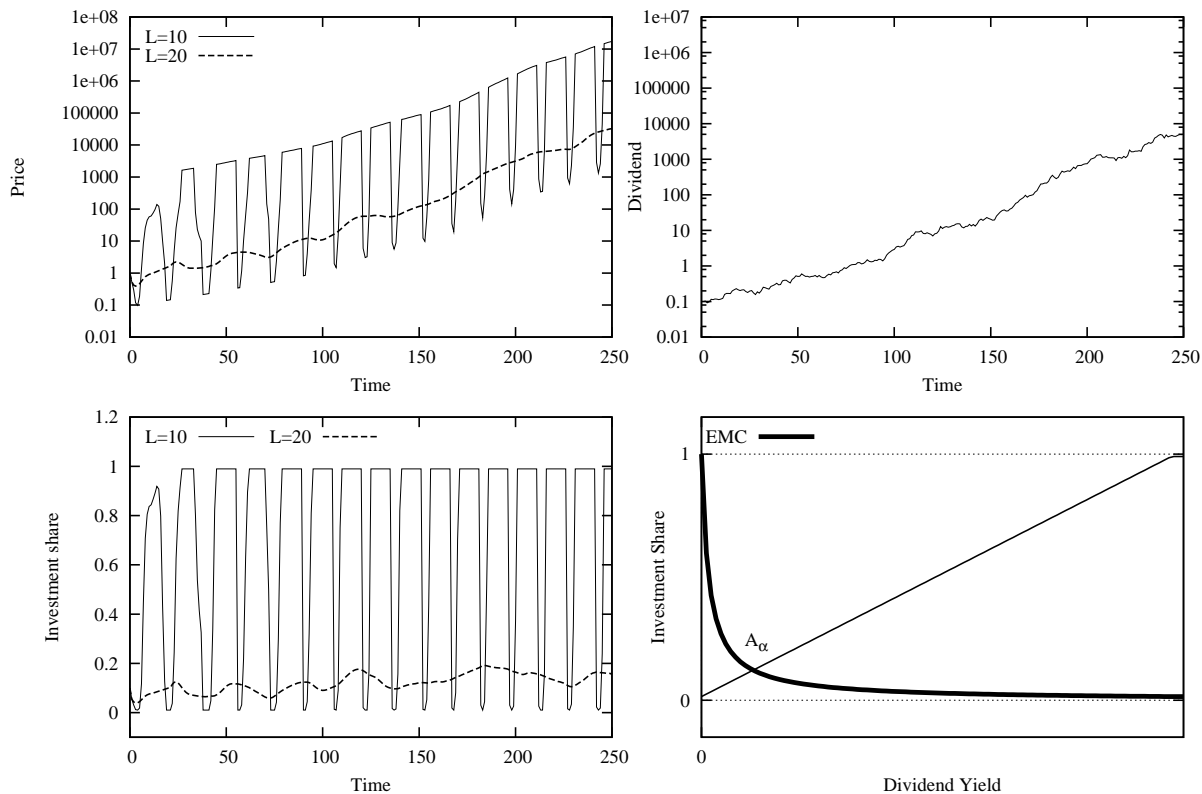 1e+08
1e+07
1e+06
100000
10000
1000
100
10
1
0.1
0.01
Price
L=10
L=20
0 50 100 150 200 250
Time
1e+07
1e+06
100000
10000
1000
100
10
1
0.1
0.01
Dividend
0 50 100 150 200 250
Time
1.2
1
0.8
0.6
0.4
0.2
0
Investment share
L=10 L=20
0 50 100 150 200 250
Time
EMC
1
0
Investment Share
Aα
0
Dividend Yield